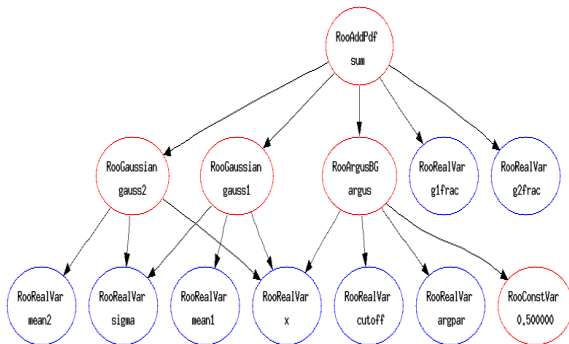 RooAddPdf
sum
RooGaussian
gauss2
RooGaussian
gauss1
RooArgusBG
argus
RooRealVar
g1frac
RooRealVar
g2frac
RooRealVar
mean2
RooRealVar
sigma
RooRealVar
mean1
RooRealVar
x
RooRealVar
cutoff
RooRealVar
argpar
RooConstVar
0,500000